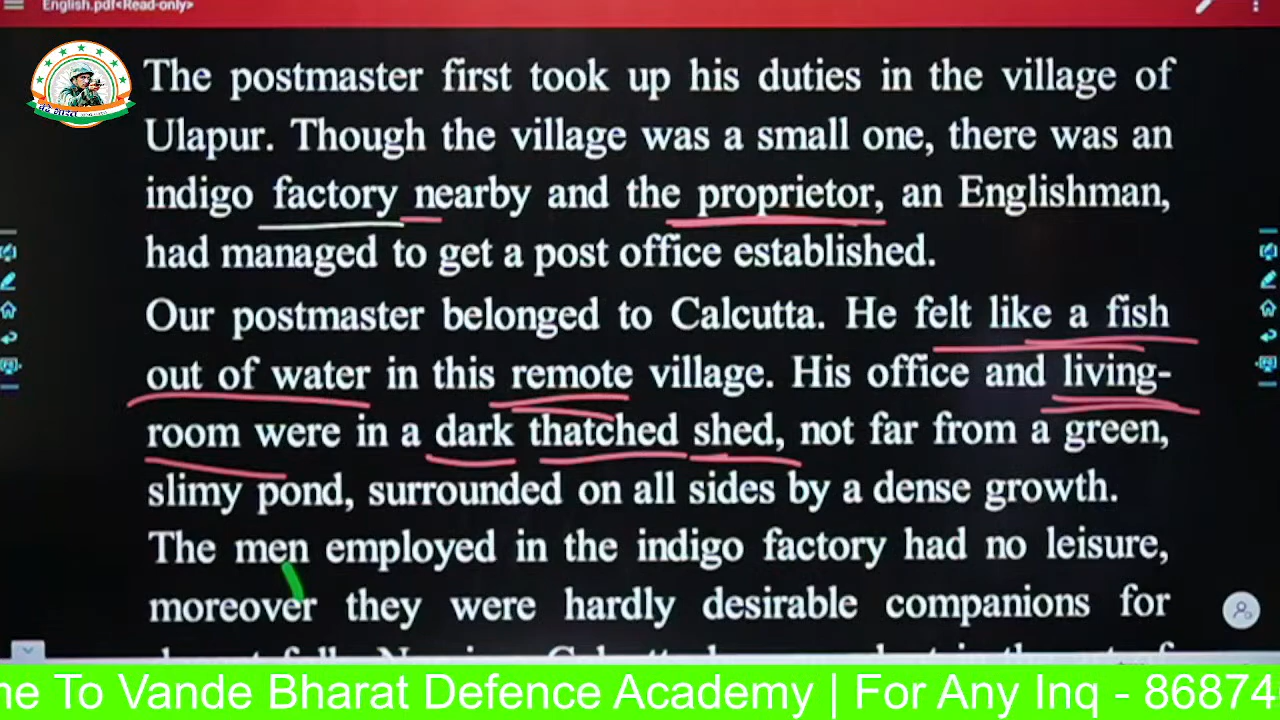 English.pdf<Read-only>
The postmaster first took up his duties in the village of
Ulapur. Though the village was a small one, there was an
indigo factory nearby and the proprietor, an Englishman,
had managed to get a post office established.
Our postmaster belonged to Calcutta. He felt like a fish
out of water in this remote village. His office and living-
room were in a dark thatched shed, not far from a green,
slimy pond, surrounded on all sides by a dense growth.
The men employed in the indigo factory had no leisure,
moreover they were hardly desirable companions for
me To Vande Bharat Defence Academy | For Any Inq - 86874